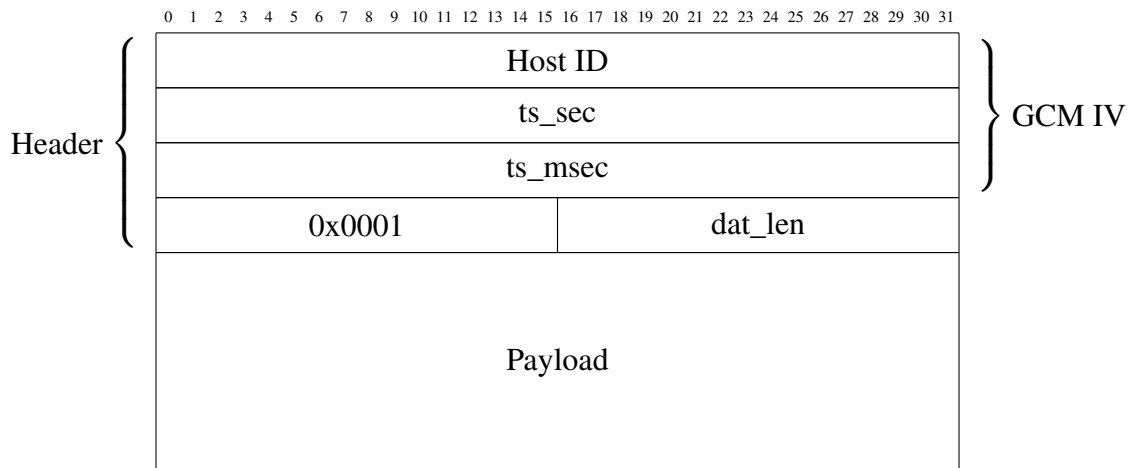 0 1 2 3 4 5 6 7 8 9 10 11 12 13 14 15 16 17 18 19 20 21 22 23 24 25 26 27 28 29 30 31
Host ID
ts_sec
GCM IV
Header
ts_msec
0x0001 dat_len
Payload